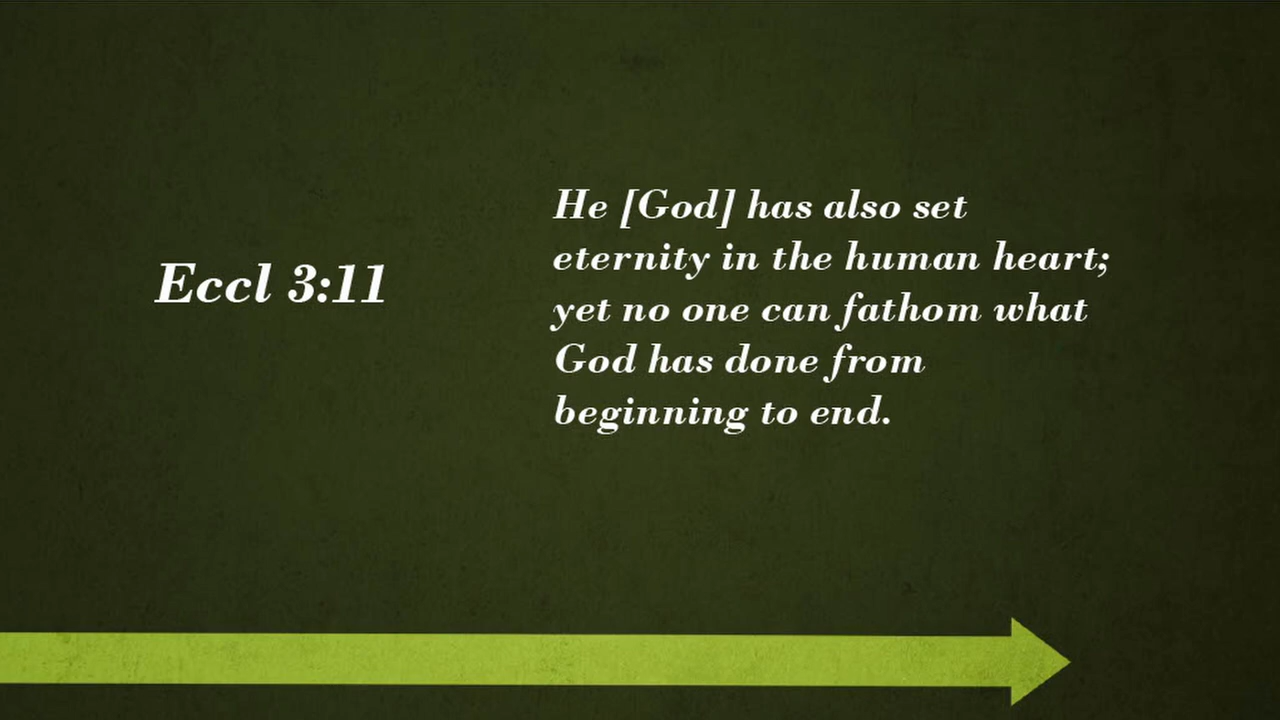 Eccl 3:11
He [God] has also set
eternity in the human heart;
yet no one can fathom what
God has done from
beginning to end.